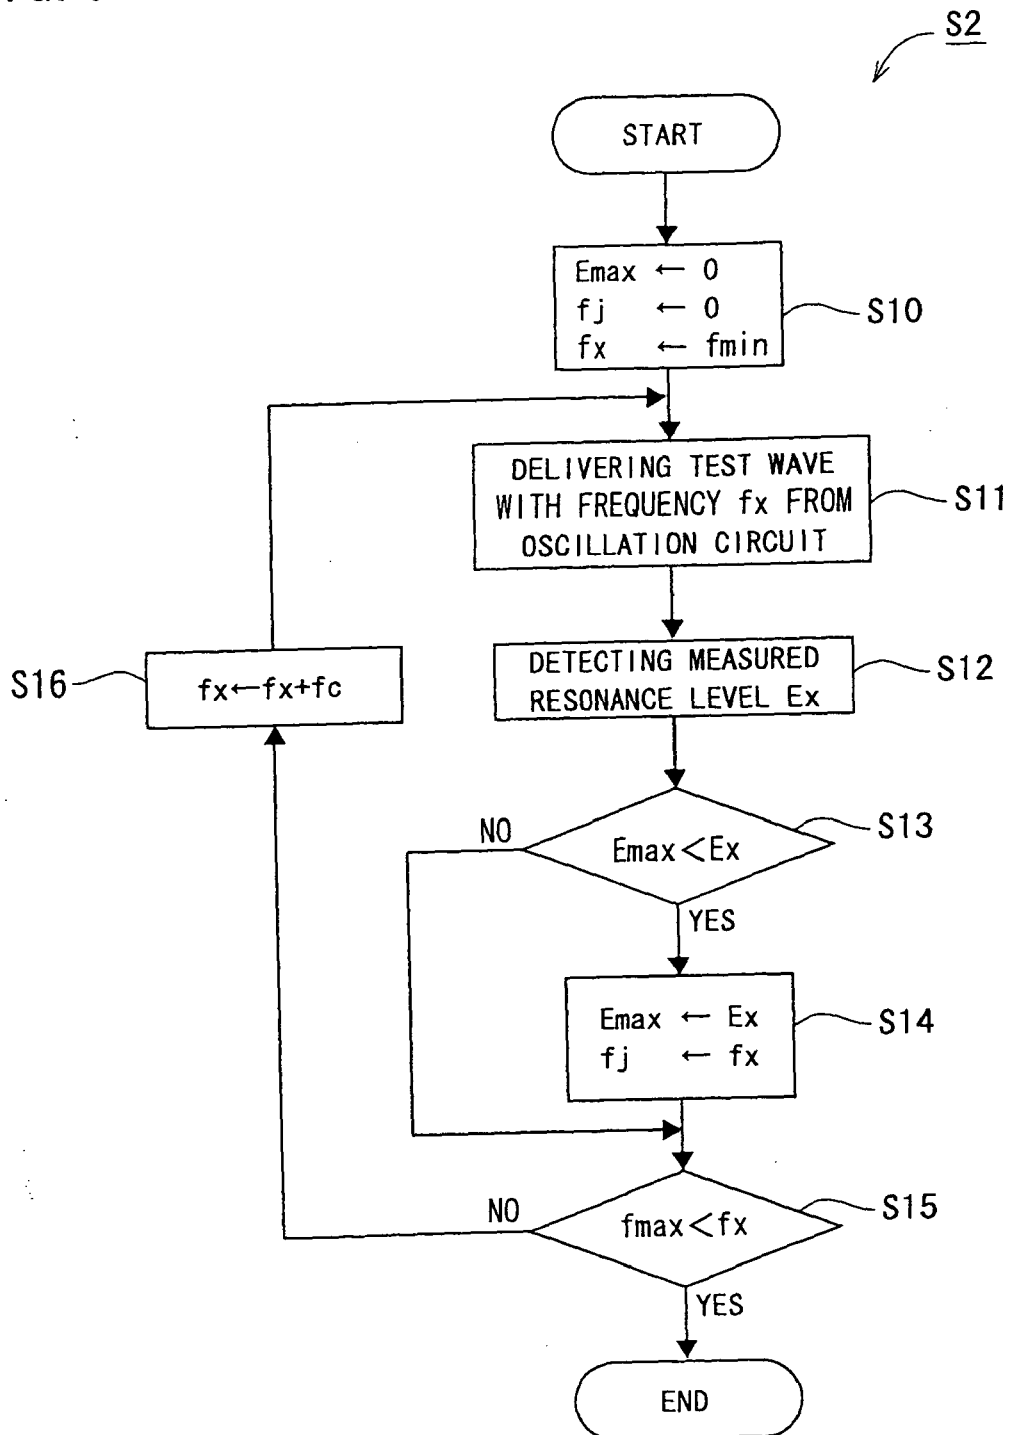 S2
START
Emax ← 0
fj ← 0
fx ← fmin
S10
DELIVERING TEST WAVE
WITH FREQUENCY fx FROM
OSCILLATION CIRCUIT
S11
DETECTING MEASURED
RESONANCE LEVEL Ex
S12
S16
fx←fx+fc
Emax<Ex
S13
NO
YES
Emax ← Ex
fj ← fx
S14
fmax<fx
S15
NO
YES
END